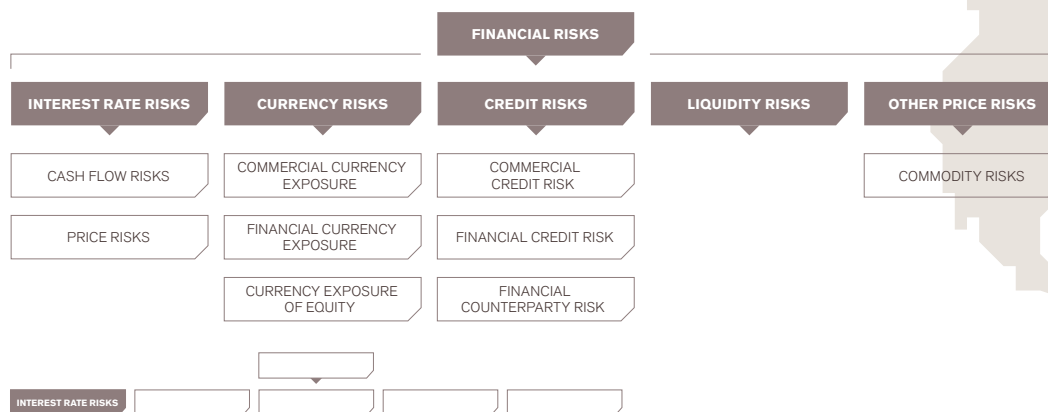 FINANCIAL RISKS
INTEREST RATE RISKS
CURRENCY RISKS
CREDIT RISKS
LIQUIDITY RISKS
OTHER PRICE RISKS
CASH FLOW RISKS
COMMERCIAL CURRENCY
EXPOSURE
COMMERCIAL
CREDIT RISK
COMMODITY RISKS
PRICE RISKS
FINANCIAL CURRENCY
EXPOSURE
FINANCIAL CREDIT RISK
CURRENCY EXPOSURE
OF EQUITY
FINANCIAL
COUNTERPARTY RISK
INTEREST RATE RISKS